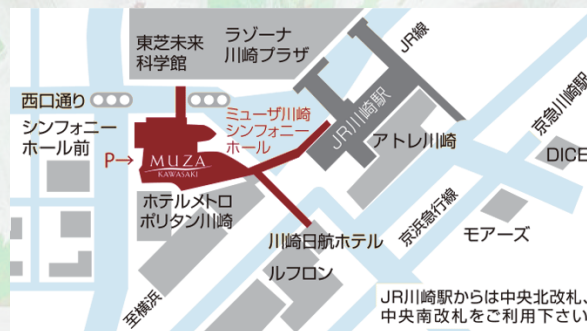 東芝未来
科学館
ラゾーナ
川崎プラザ
JR線
西口通り
シンフォニー
ホール前
P→
MUZA
KAWASAKI
ミューザ川崎
シンフォニー
ホール
JR川崎駅
アトレ川崎
京急川崎駅
DICE
ホテルメトロ
ポリタン川崎
川崎日航ホテル
ルフロン
京浜急行線
モアーズ
至横浜
JR川崎駅からは中央北改札、
中央南改札をご利用下さい